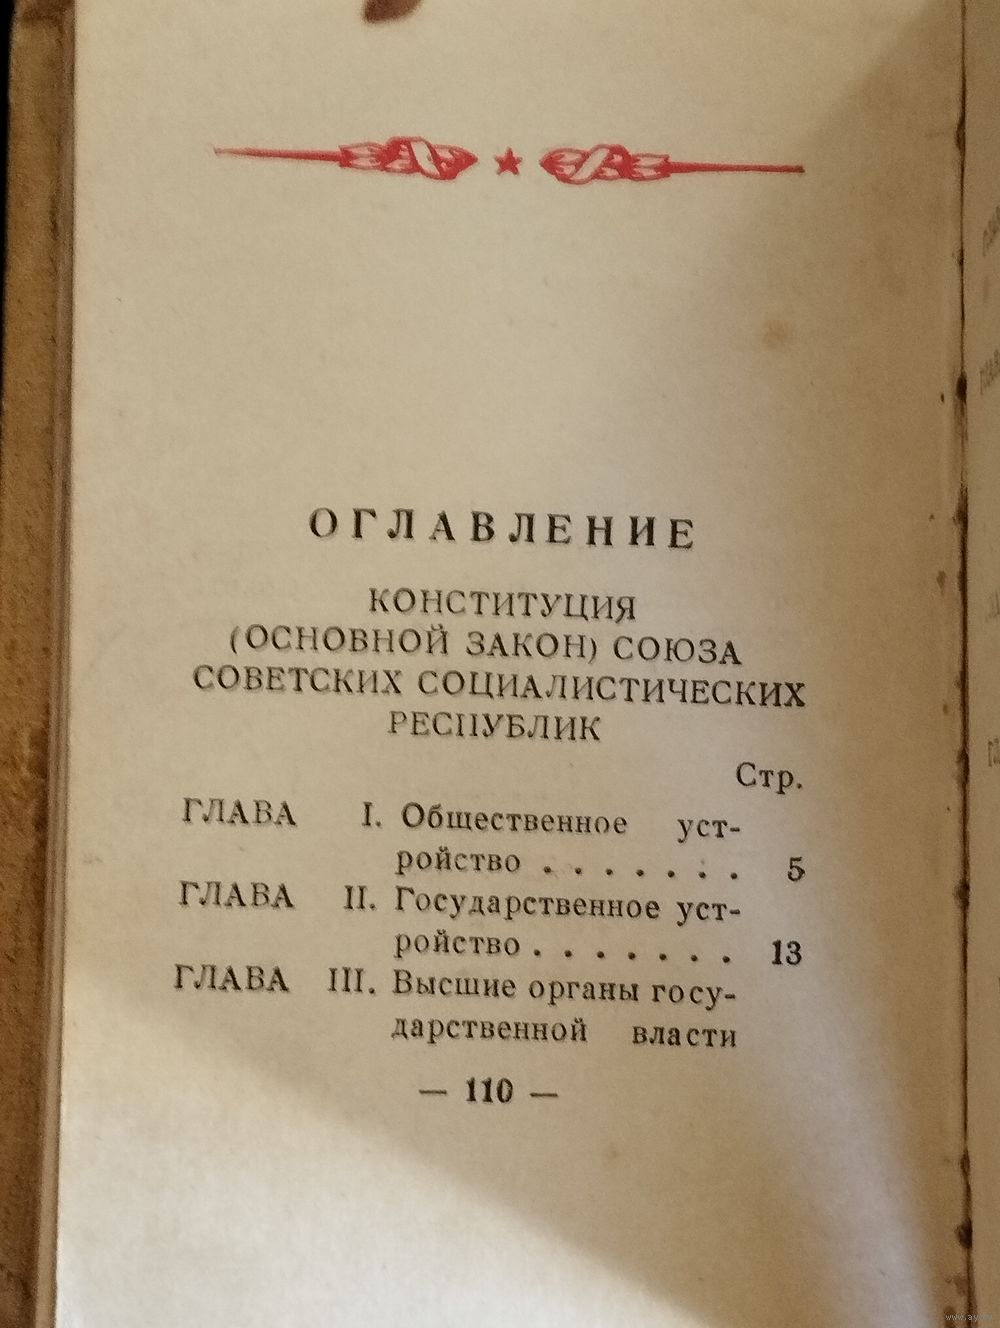 ОГЛАВЛЕНИЕ
КОНСТИТУЦИЯ
(ОСНОВНОЙ ЗАКОН) СОЮЗА
СОВЕТСКИХ СОЦИАЛИСТИЧЕСКИХ
РЕСПУБЛИК
Стр.
ГЛАВА I. Общественное уст-
ройство . . . . . . . 5
ГЛАВА II. Государственное уст-
ройство . . . . . . . 13
ГЛАВА III. Высшие органы госу-
дарственной власти
— 110 —